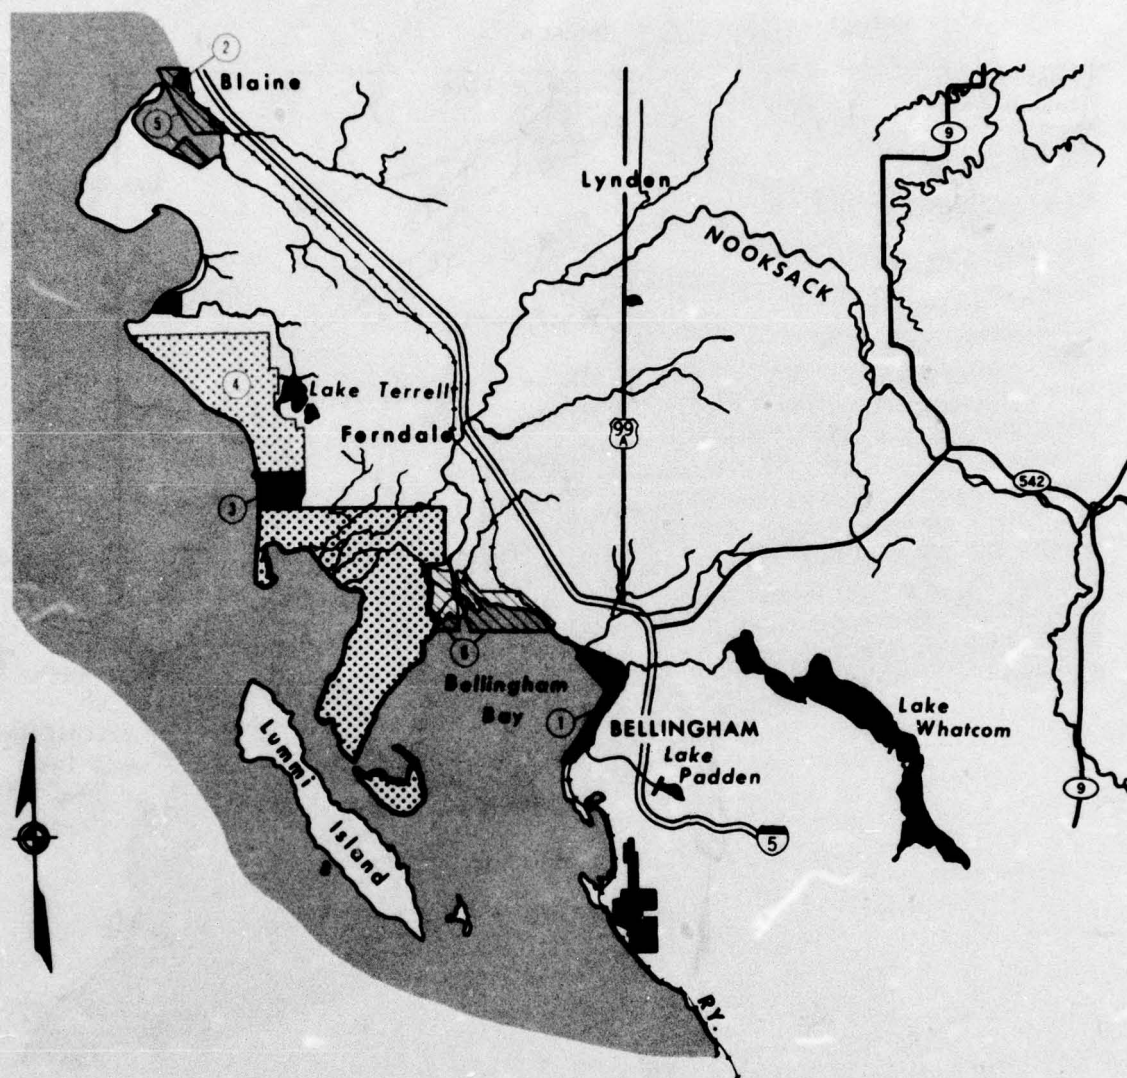 2
Blaine
5
9
Lynden
NOOKSACK
4
Lake Terrell
99
A
Ferndale
542
3
6
Bellingham
Bay
1
BELLINGHAM
Lake
Whatcom
Lake
Padden
Lummi
Island
9
5
RY.